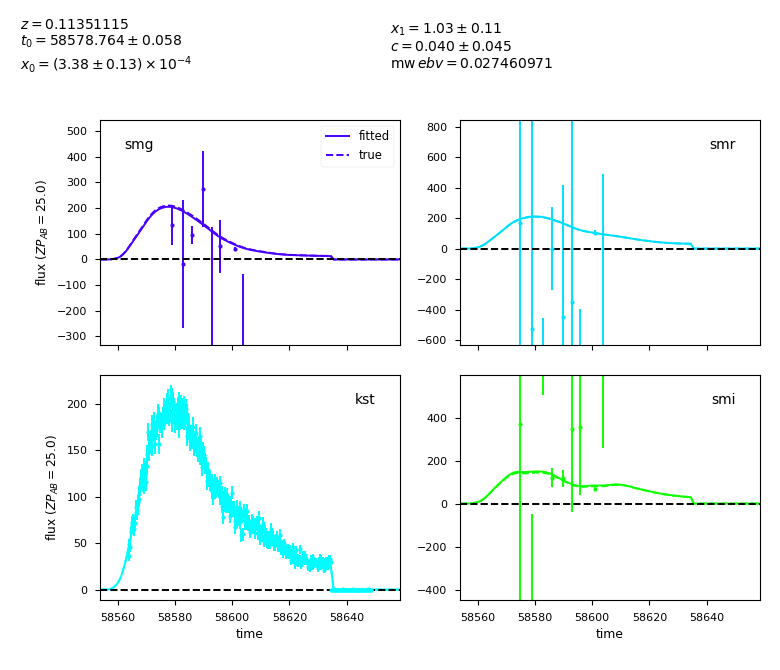 z = 0.11351115
t₀ = 58578.764 ± 0.058
x₀ = (3.38 ± 0.13) × 10⁻⁴
x₁ = 1.03 ± 0.11
c = 0.040 ± 0.045
mw ebv = 0.027460971
500
400
300
200
100
0
−100
−200
−300
flux (ZP_AB = 25.0)
smg
fitted
true
800
600
400
200
0
−200
−400
−600
smr
200
150
100
50
0
flux (ZP_AB = 25.0)
kst
58560
58580
58600
58620
58640
time
400
200
0
−200
−400
smi
58560
58580
58600
58620
58640
time